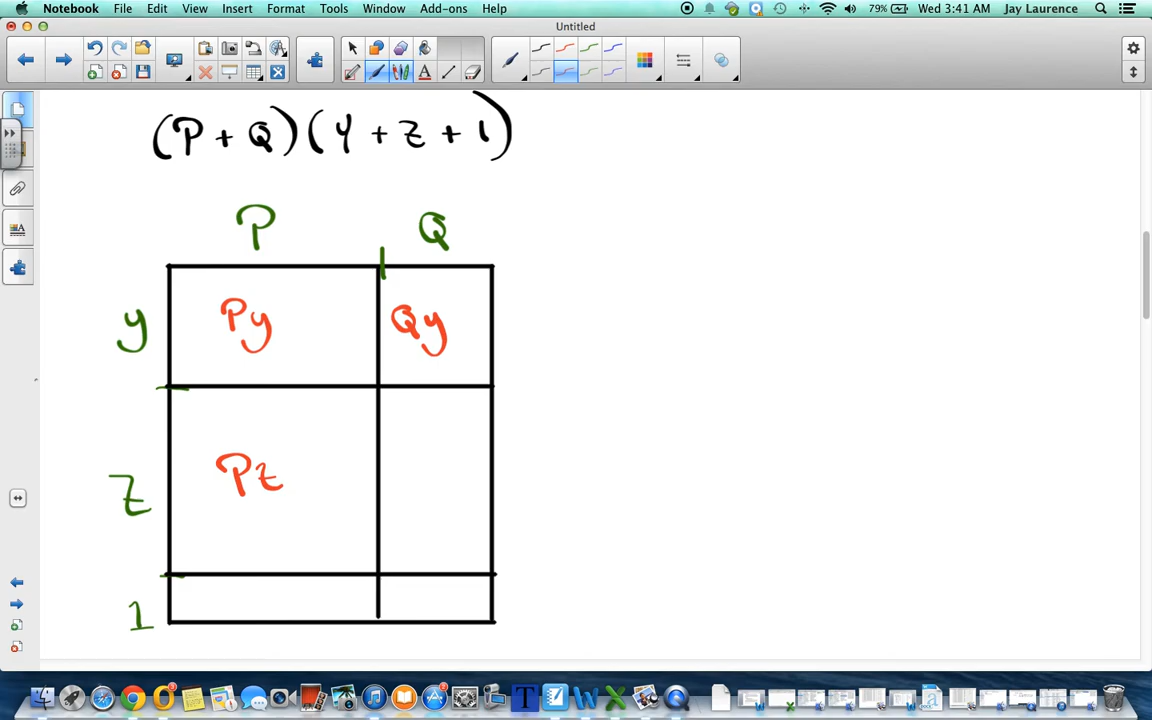 Notebook File Edit View Insert Format Tools Window Add-ons Help 79% Wed 3:41 AM Jay Laurence
Untitled
(P + Q)(Y + Z + 1)
P Q
y Py Qy
Z Pz
1